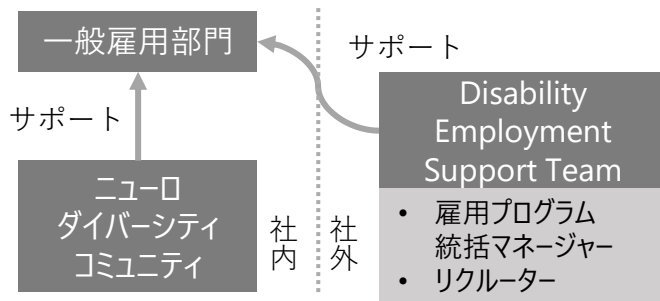 一般雇用部門
サポート
ニューロ
ダイバーシティ
コミュニティ
社内
社外
サポート
Disability
Employment
Support Team
• 雇用プログラム
統括マネージャー
• リクルーター